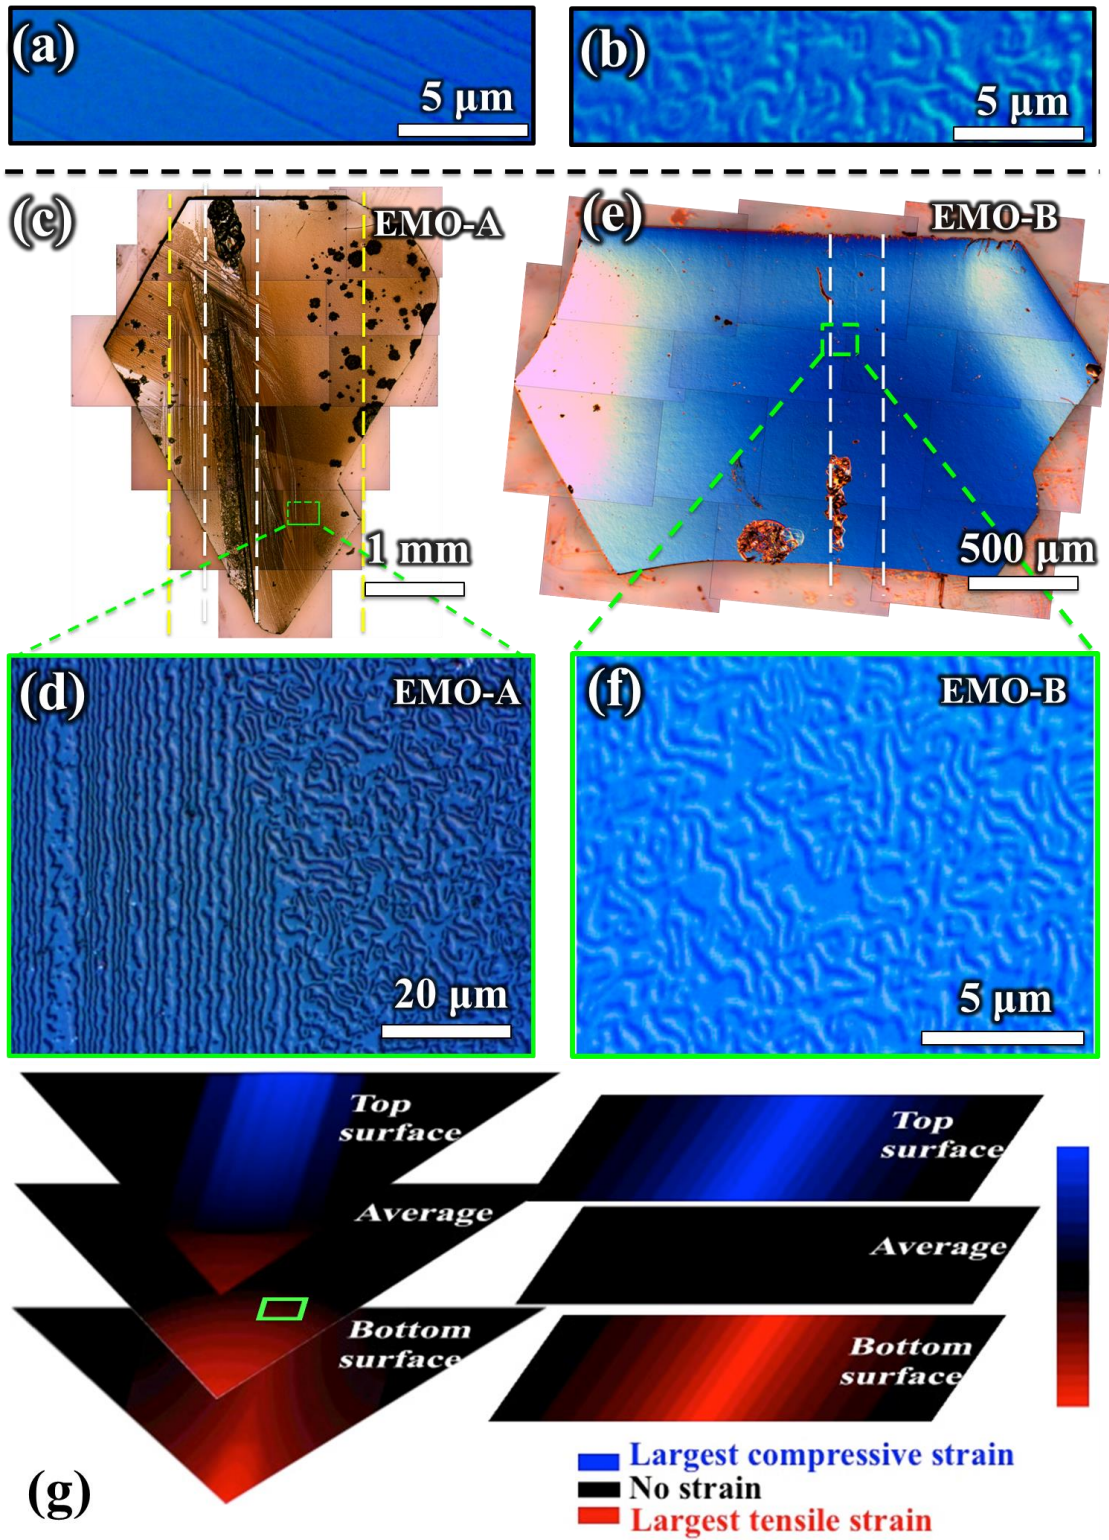 (a)
5 μm
(b)
5 μm
(c)
EMO-A
1 mm
(e)
EMO-B
500 μm
(d)
EMO-A
20 μm
(f)
EMO-B
5 μm
Top
surface
Average
Bottom
surface
Top
surface
Average
Bottom
surface
(g)
Largest compressive strain
No strain
Largest tensile strain